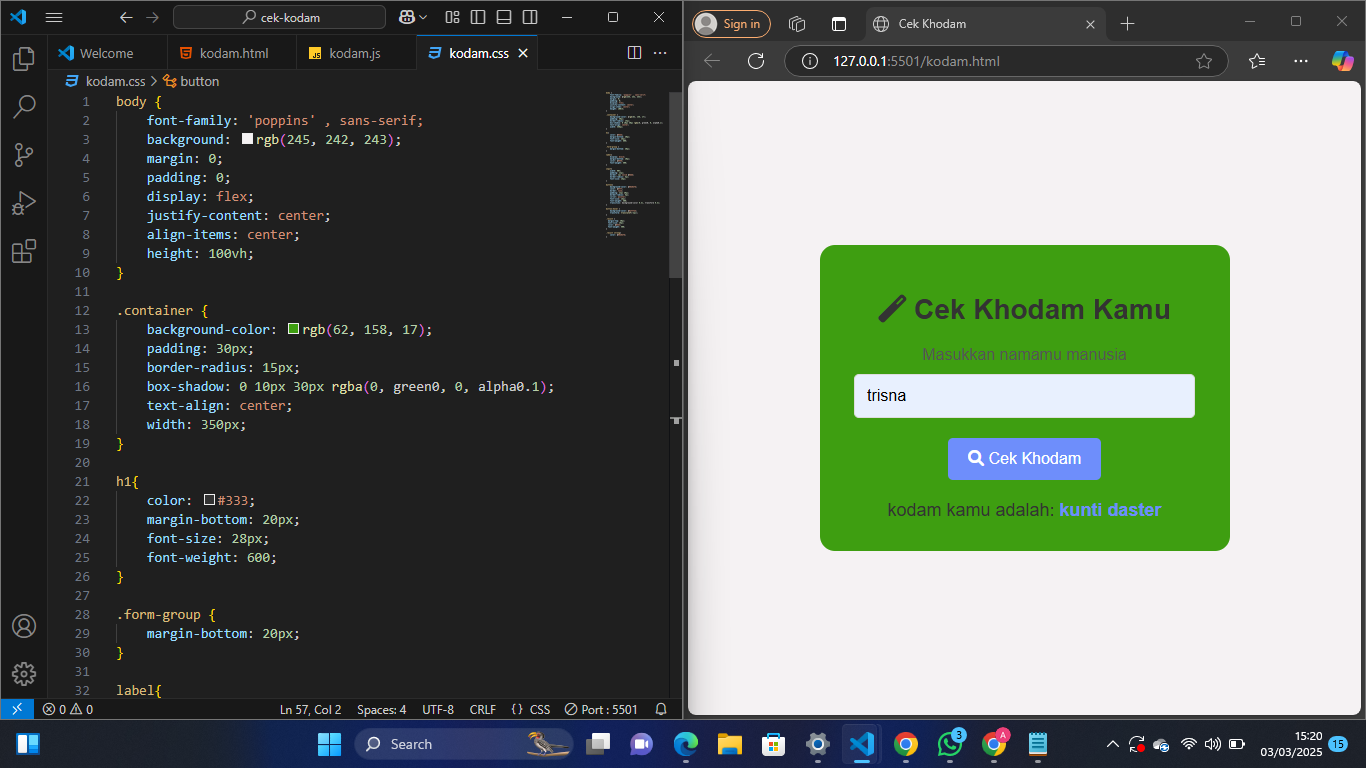 cek-kodam
Welcome
kodam.html
JS kodam.js
kodam.css
kodam.css > button
1 body {
2 font-family: 'poppins' , sans-serif;
3 background: rgb(245, 242, 243);
4 margin: 0;
5 padding: 0;
6 display: flex;
7 justify-content: center;
8 align-items: center;
9 height: 100vh;
10 }
11
12 .container {
13 background-color: rgb(62, 158, 17);
14 padding: 30px;
15 border-radius: 15px;
16 box-shadow: 0 10px 30px rgba(0, green0, 0, alpha0.1);
17 text-align: center;
18 width: 350px;
19 }
20
21 h1{
22 color: #333;
23 margin-bottom: 20px;
24 font-size: 28px;
25 font-weight: 600;
26 }
27
28 .form-group {
29 margin-bottom: 20px;
30 }
31
32 label{
0 0
Ln 57, Col 2
Spaces: 4
UTF-8
CRLF
{} CSS
Port : 5501
Sign in
Cek Khodam
127.0.0.1:5501/kodam.html
Cek Khodam Kamu
Masukkan namamu manusia
trisna
Cek Khodam
kodam kamu adalah: kunti daster
Search
3
A
15:20
03/03/2025
15